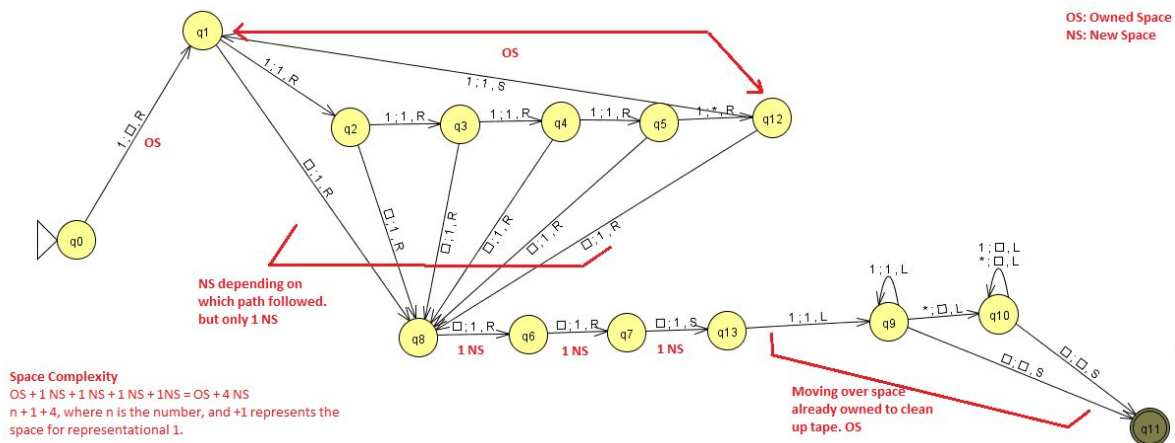 OS: Owned Space
NS: New Space
q1
OS
1;1,S
1;1,R
q2
1;1,R
q3
1;1,R
q4
1;1,R
q5
1;*,R
q12
1;□,R
OS
q0
□;1,R
□;1,R
□;1,R
□;1,R
□;1,R
□;1,R
NS depending on
which path followed.
but only 1 NS
q8
□;1,R
1 NS
q6
□;1,R
1 NS
q7
□;1,S
1 NS
q13
1;1,L
1;1,L
q9
*;□,L
1;□,L
*;□,L
q10
□;□,S
□;□,S
q11
Moving over space
already owned to clean
up tape. OS
Space Complexity
OS + 1 NS + 1 NS + 1 NS + 1NS = OS + 4 NS
n + 1 + 4, where n is the number, and +1 represents the
space for representational 1.